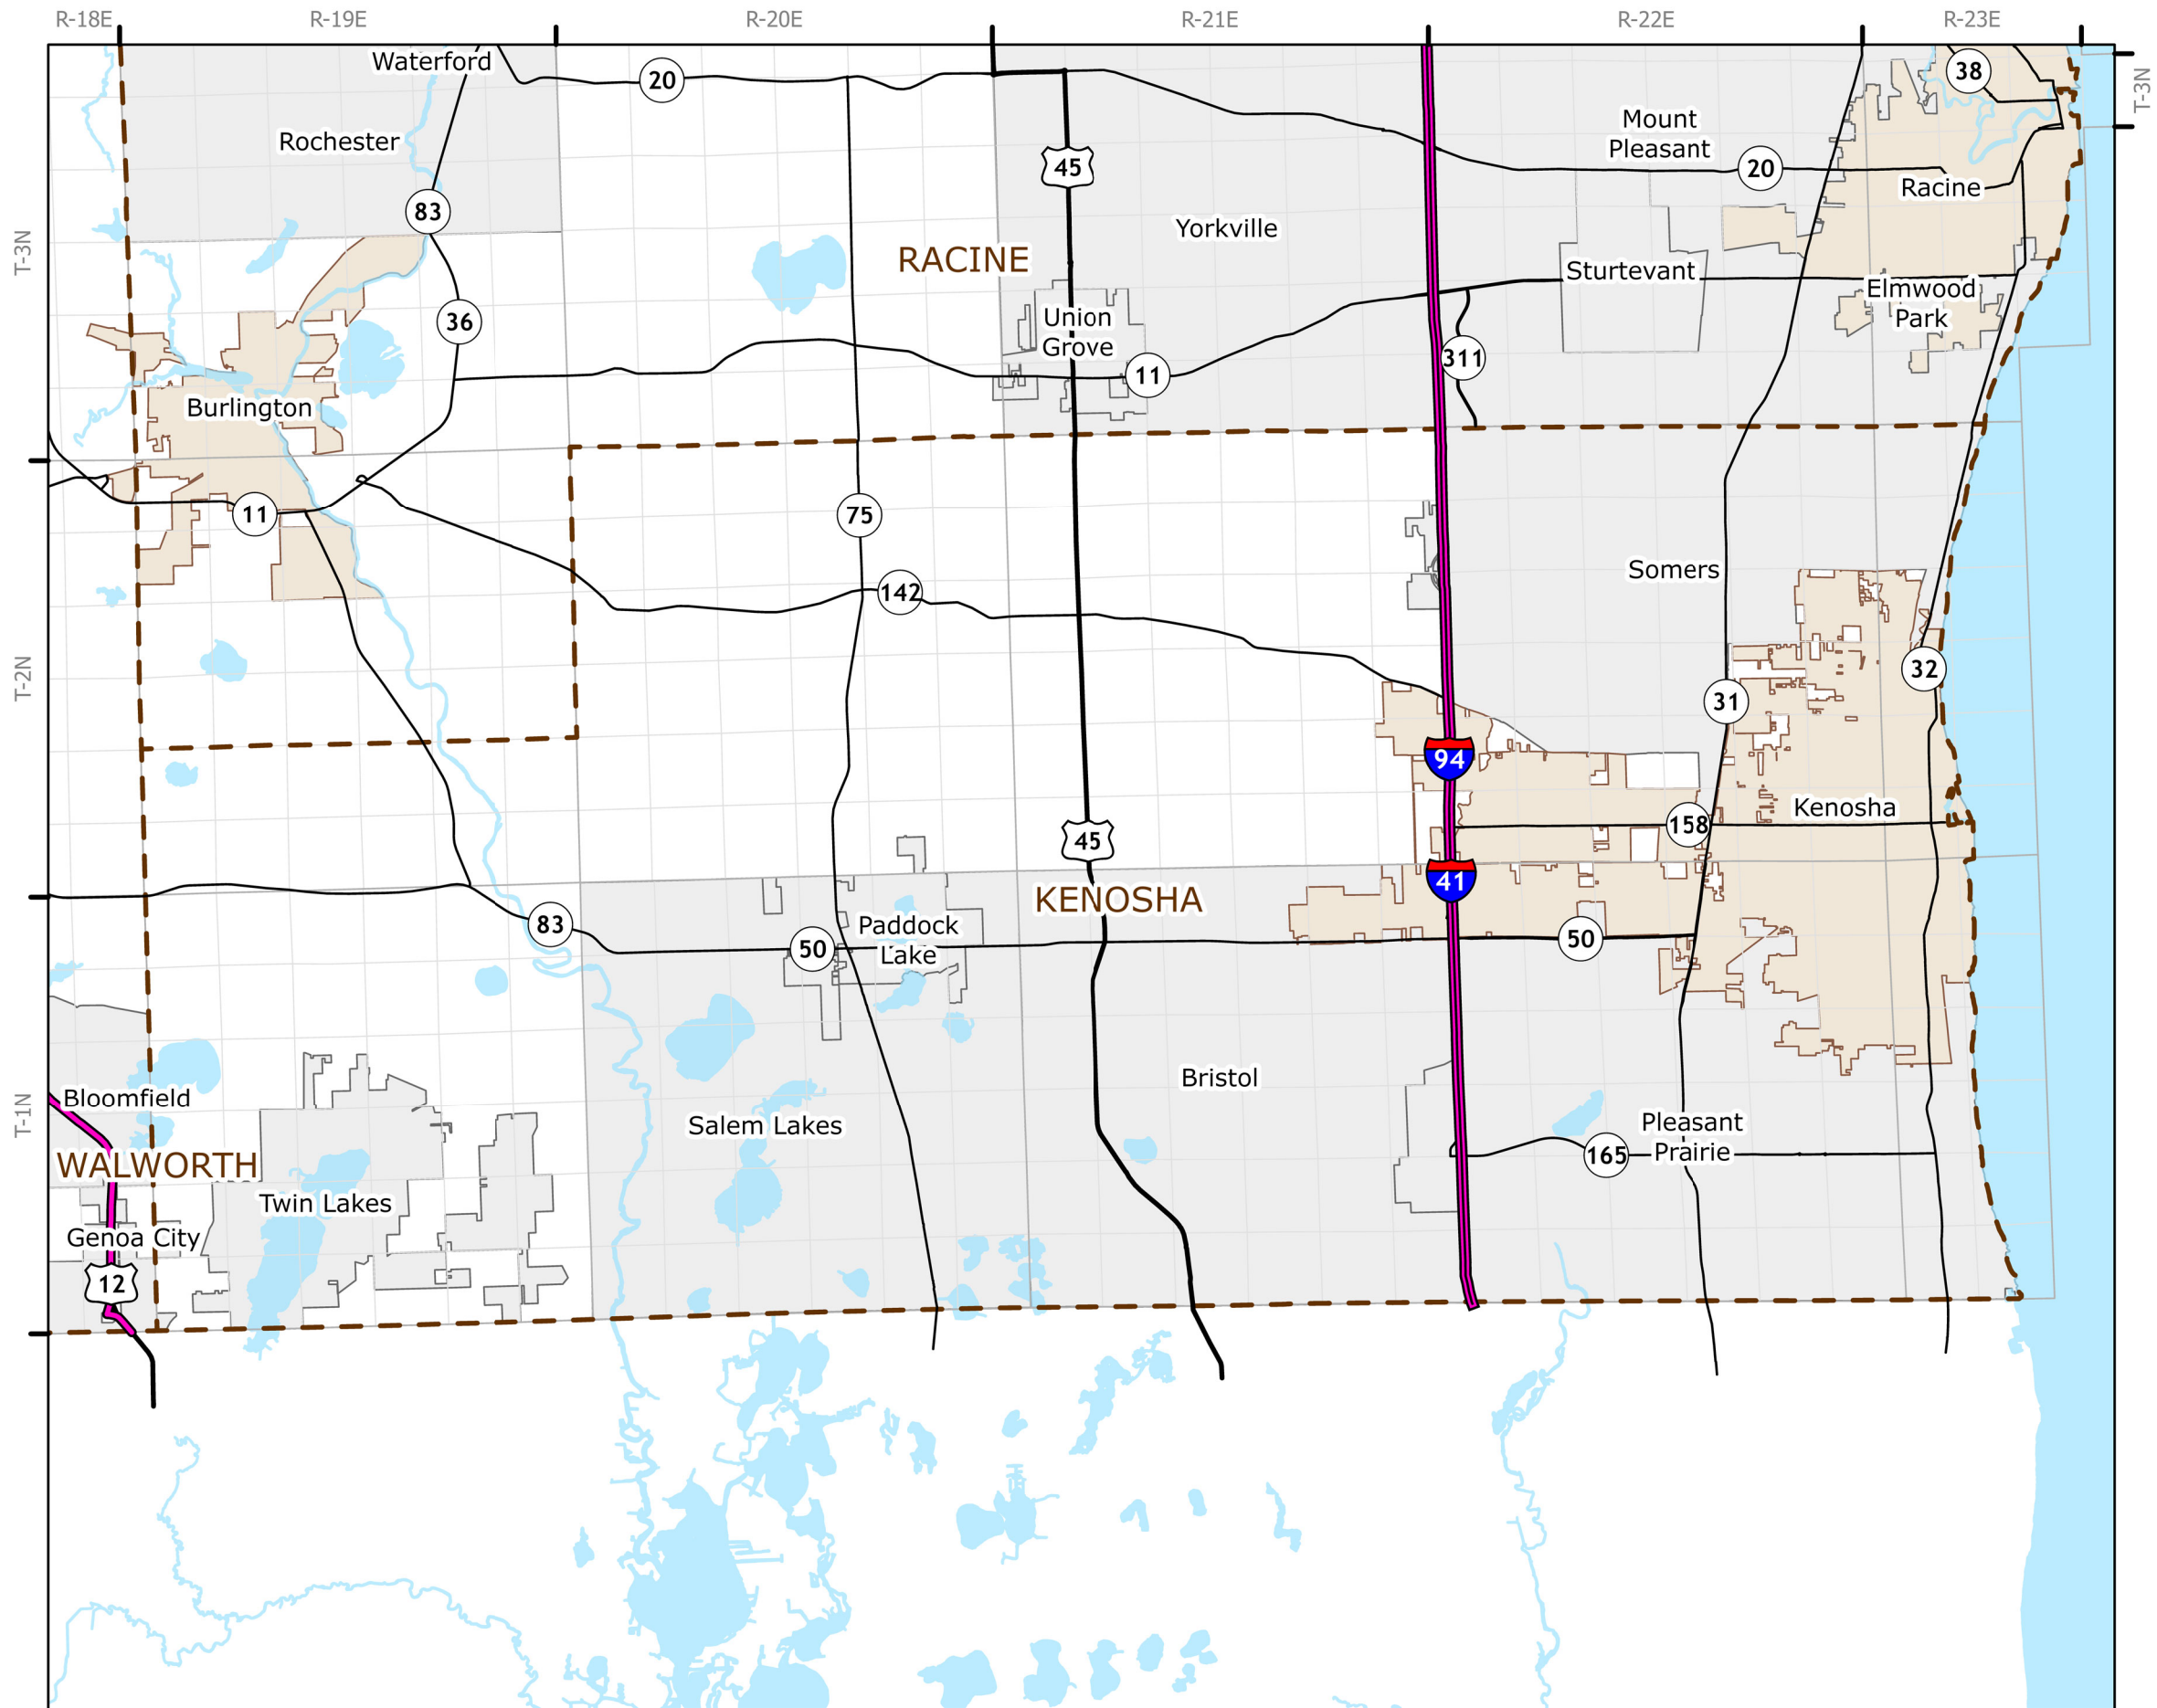 R-18E
R-19E
R-20E
R-21E
R-22E
R-23E
Waterford
20
38
T-3N
Rochester
Mount
Pleasant
45
20
Racine
83
Yorkville
T-3N
RACINE
Sturtevant
Elmwood
Park
36
Union
Grove
311
11
Burlington
11
75
Somers
142
T-2N
32
31
94
Kenosha
158
45
41
KENOSHA
83
50
Paddock
Lake
50
Bristol
Bloomfield
T-1N
Salem Lakes
Pleasant
Prairie
165
WALWORTH
Twin Lakes
Genoa City
12